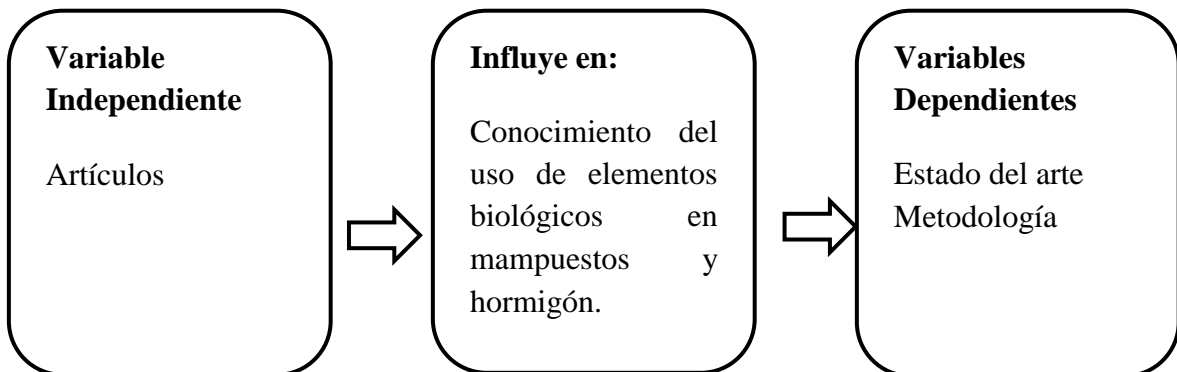 Variable
Independiente
Artículos
Influye en:
Conocimiento del
uso de elementos
biológicos en
mampuestos y
hormigón.
Variables
Dependientes
Estado del arte
Metodología